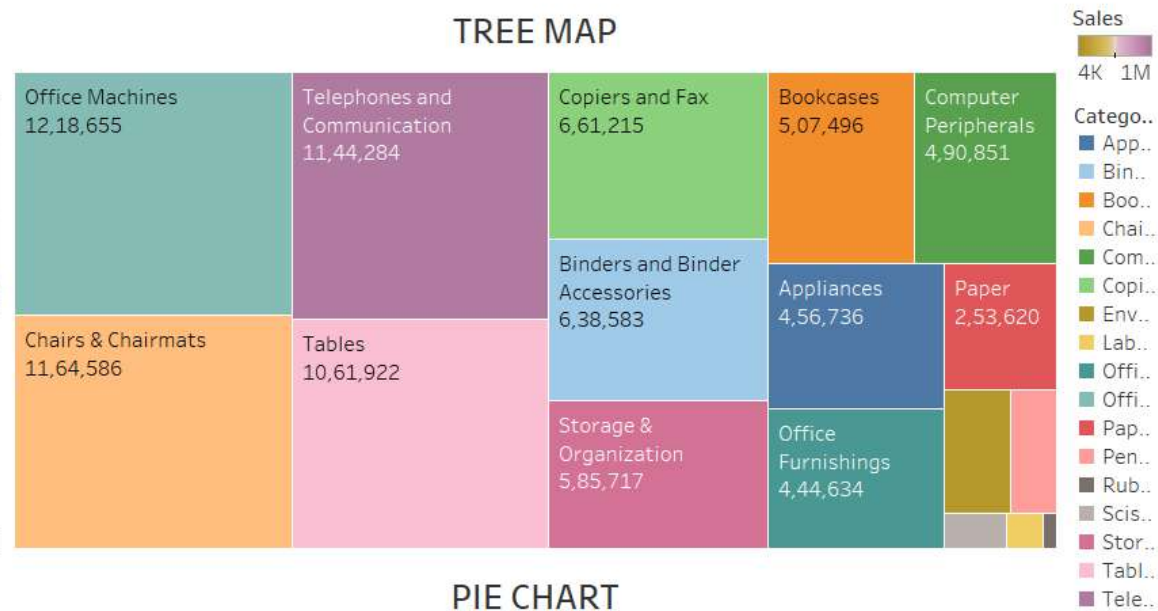 TREE MAP
Office Machines
12,18,655
Telephones and
Communication
11,44,284
Copiers and Fax
6,61,215
Bookcases
5,07,496
Computer
Peripherals
4,90,851
Binders and Binder
Accessories
6,38,583
Appliances
4,56,736
Paper
2,53,620
Chairs & Chairmats
11,64,586
Tables
10,61,922
Storage &
Organization
5,85,717
Office
Furnishings
4,44,634
Sales
4K 1M
Catego..
App..
Bin..
Boo..
Chai..
Com..
Copi..
Env..
Lab..
Offi..
Offi..
Pap..
Pen..
Rub..
Scis..
Stor..
Tabl..
Tele..
PIE CHART